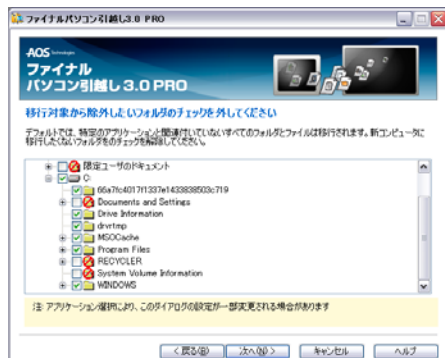 ファイナルパソコン引越し3.0 PRO
AOS Technologies
ファイナル
パソコン引越し 3.0 PRO
移行対象から除外したいフォルダのチェックを外してください
デフォルトでは、特定のアプリケーションと関連付いていないすべてのフォルダとファイルは移行されます。新コンピュータに
移行したくないフォルダをのチェックを解除してください。
限定ユーザのドキュメント
C:
66a7fc4017f1337e1433838503c719
Documents and Settings
Drive Information
drvrtmp
MSOCache
Program Files
RECYCLER
System Volume Information
WINDOWS
注: アプリケーション選択により、このダイアログの設定が一部変更される場合があります
< 戻る(B)
次へ(N) >
キャンセル
ヘルプ